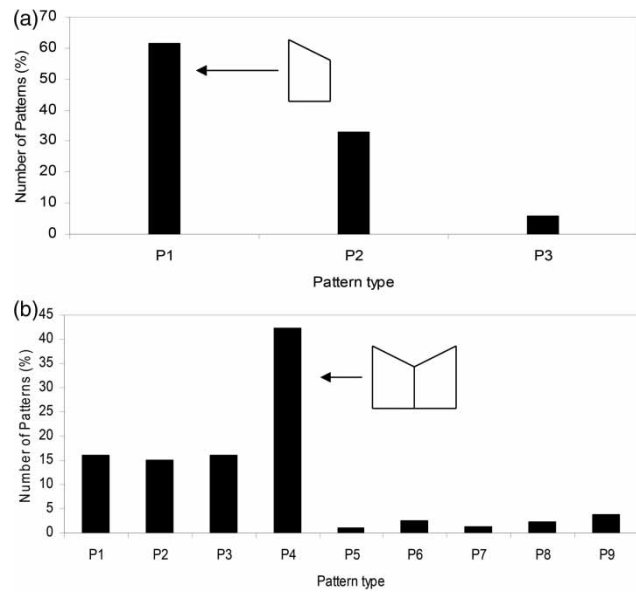 (a)
70
60
50
40
30
20
10
0
Number of Patterns (%)
P1 P2 P3
Pattern type
(b)
45
40
35
30
25
20
15
10
5
0
Number of Patterns (%)
P1 P2 P3 P4 P5 P6 P7 P8 P9
Pattern type